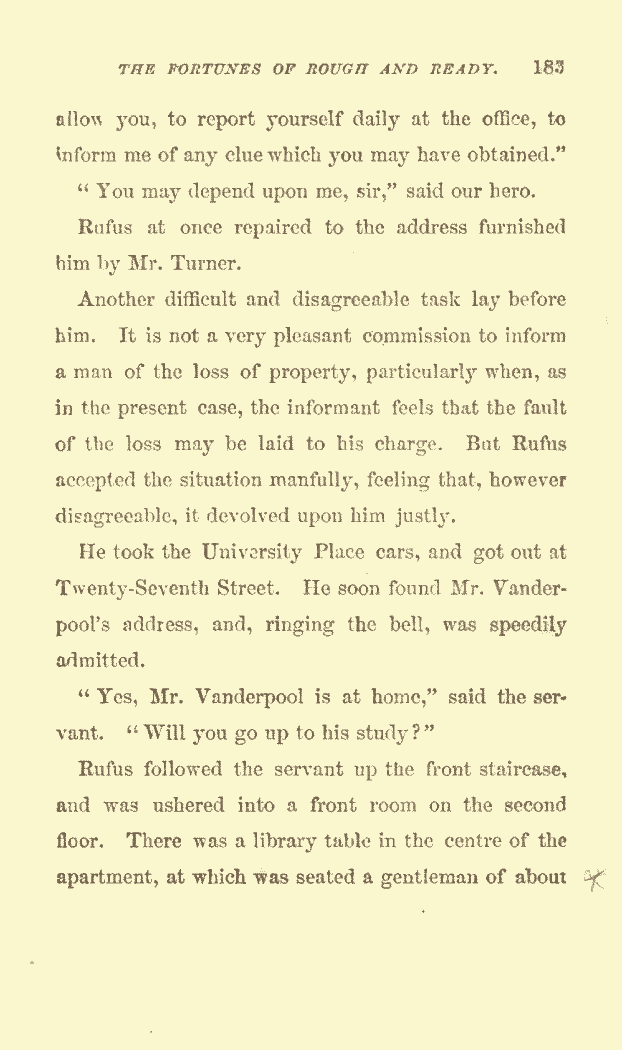 THE FORTUNES OF ROUGH AND READY. 183
allow you, to report yourself daily at the office, to
inform me of any clue which you may have obtained."
" You may depend upon me, sir," said our hero.
Rufus at once repaired to the address furnished
him by Mr. Turner.
Another difficult and disagreeable task lay before
him. It is not a very pleasant commission to inform
a man of the loss of property, particularly when, as
in the present case, the informant feels that the fault
of the loss may be laid to his charge. But Rufus
accepted the situation manfully, feeling that, however
disagreeable, it devolved upon him justly.
He took the University Place cars, and got out at
Twenty-Seventh Street. He soon found Mr. Vander-
pool's address, and, ringing the bell, was speedily
admitted.
" Yes, Mr. Vanderpool is at home," said the ser-
vant. " Will you go up to his study?"
Rufus followed the servant up the front staircase,
and was ushered into a front room on the second
floor. There was a library table in the centre of the
apartment, at which was seated a gentleman of about